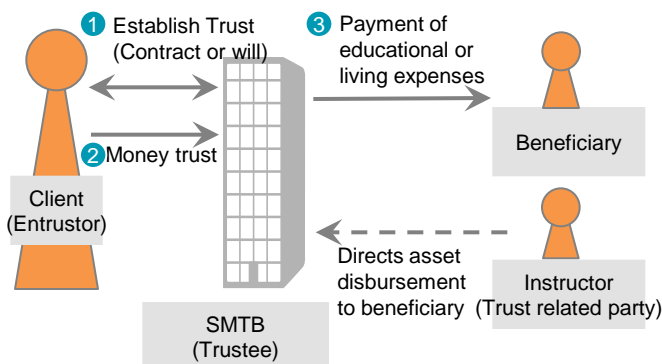 1 Establish Trust
(Contract or will)
3 Payment of
educational or
living expenses
2 Money trust
Client
(Entrustor)
Beneficiary
Directs asset
disbursement
to beneficiary
Instructor
(Trust related party)
SMTB
(Trustee)